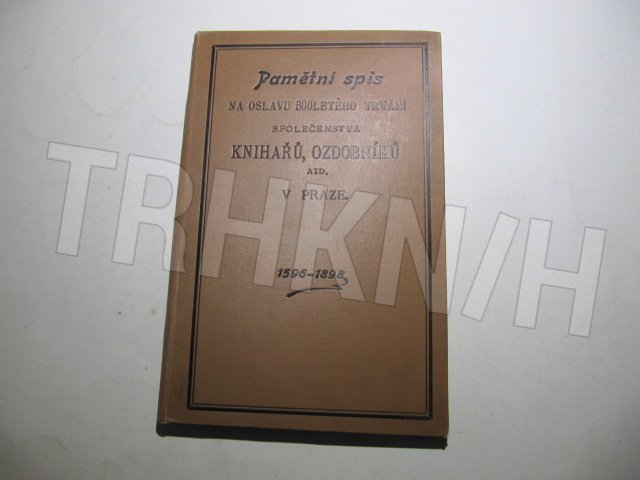 Pamětní spis
NA OSLAVU 300LETÉHO TRVÁNÍ
SPOLEČENSTVA
KNIHAŘŮ, OZDOBNÍKŮ
ATD.
V PRAZE.
1596-1898
TRHKNIH